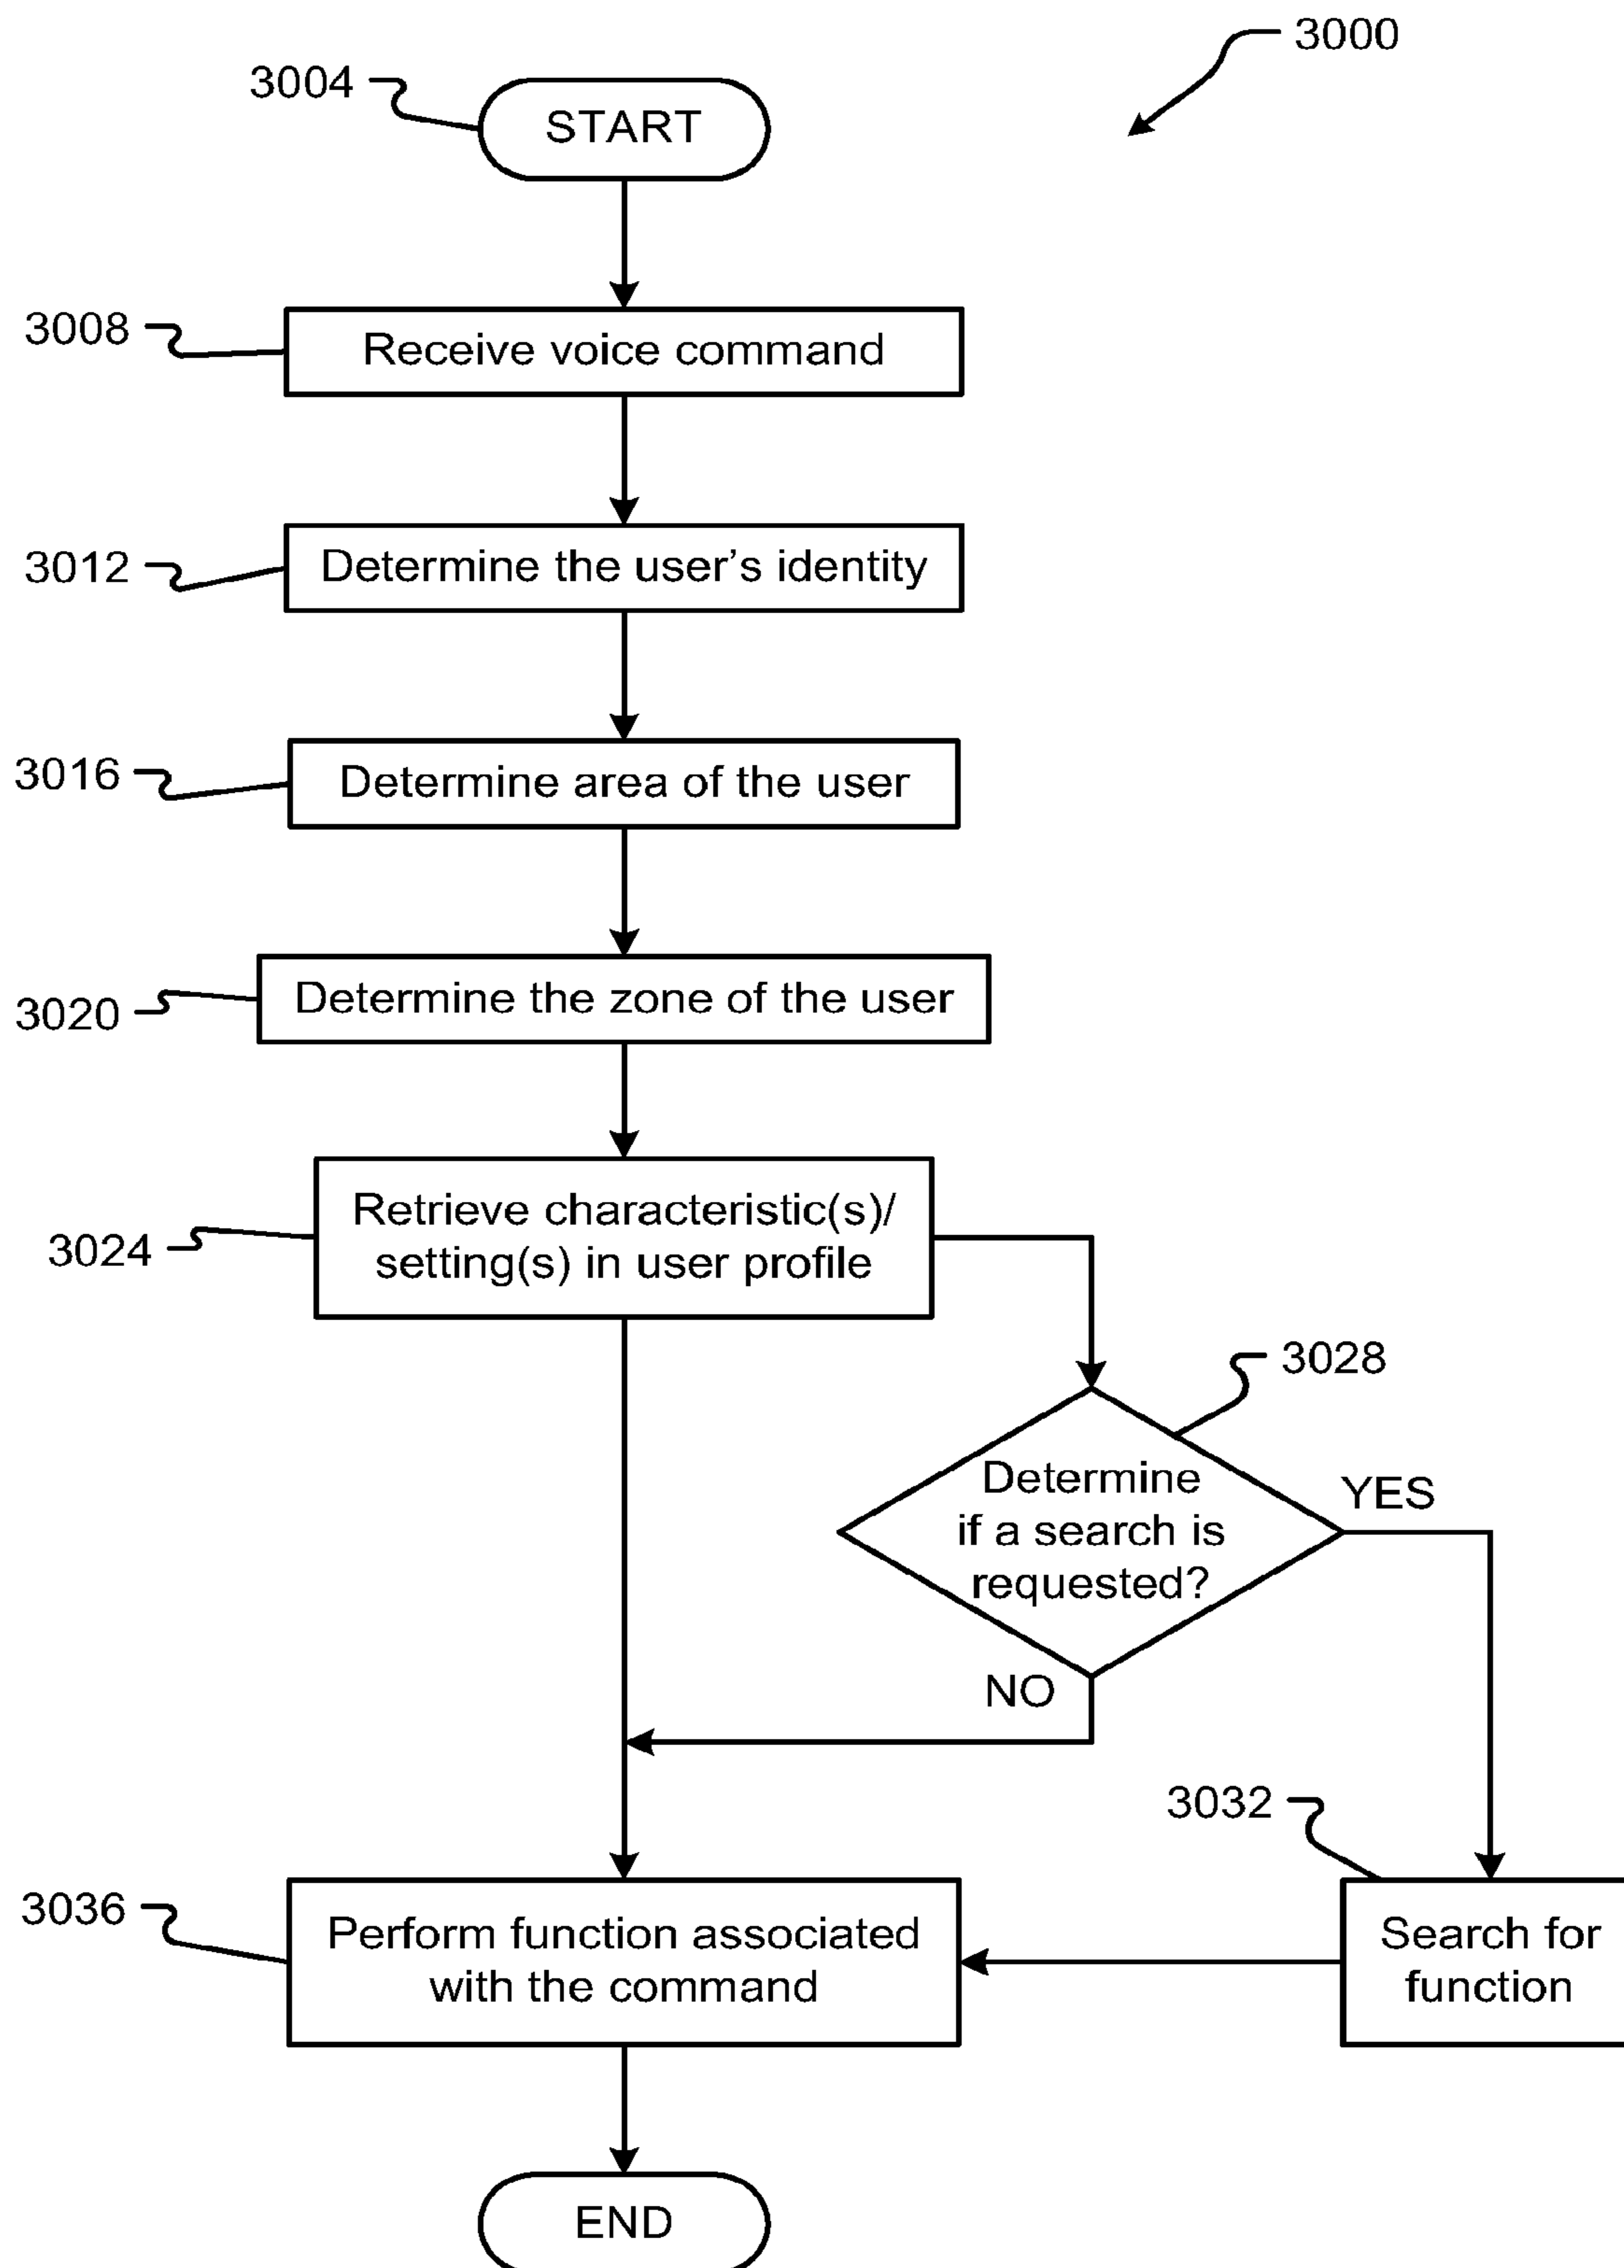 3000
3004
START
3008
Receive voice command
3012
Determine the user's identity
3016
Determine area of the user
3020
Determine the zone of the user
3024
Retrieve characteristic(s)/
setting(s) in user profile
3028
Determine
if a search is
requested?
YES
NO
3032
Search for
function
3036
Perform function associated
with the command
END